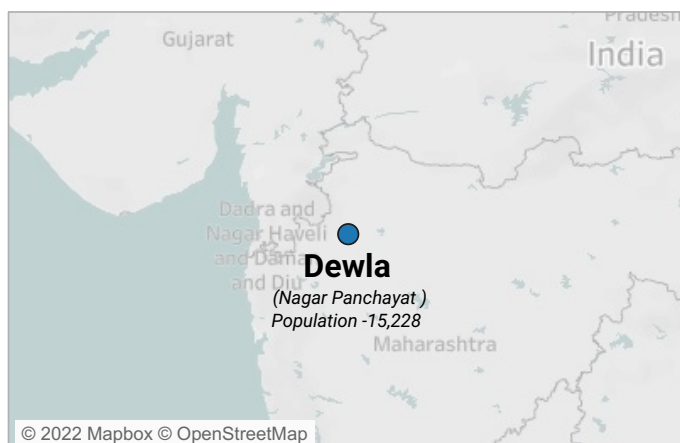 Pradesh
Gujarat
India
Dadra and
Nagar Haveli
and Daman
and Diu
Dewla
(Nagar Panchayat )
Population -15,228
Maharashtra
© 2022 Mapbox © OpenStreetMap